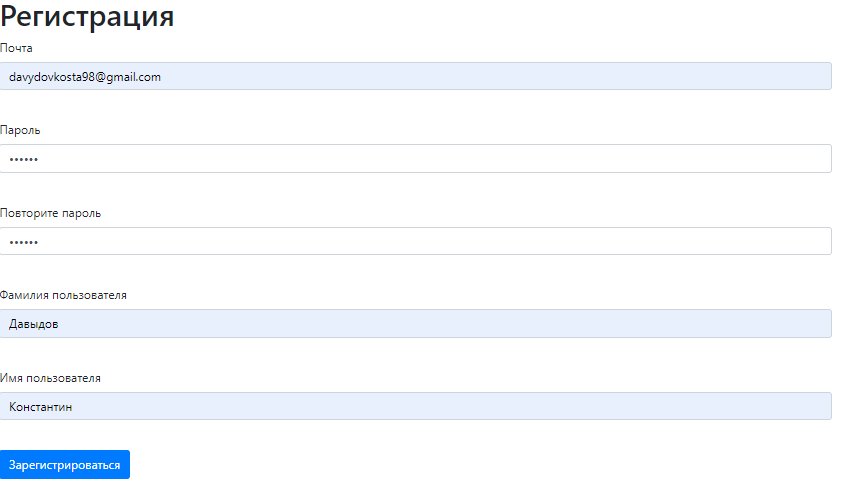 Регистрация
Почта
davydovkosta98@gmail.com
Пароль
••••••
Повторите пароль
••••••
Фамилия пользователя
Давыдов
Имя пользователя
Константин
Зарегистрироваться